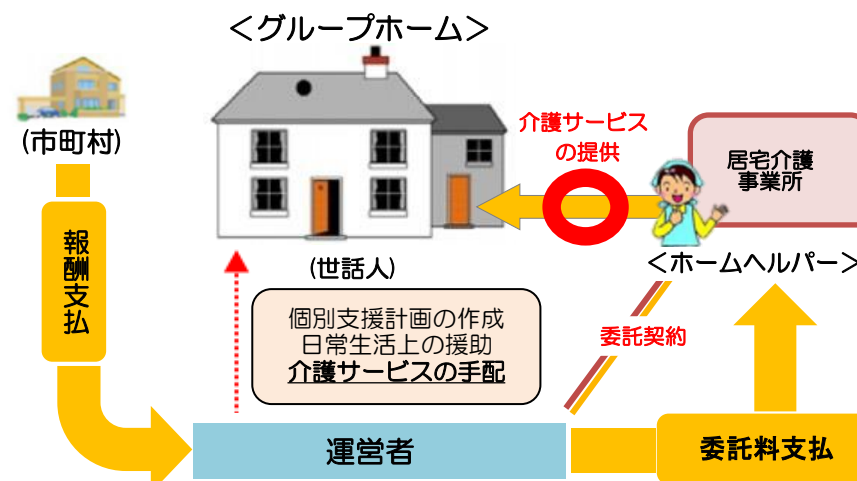 ＜グループホーム＞
(市町村)
介護サービス
の提供
居宅介護
事業所
＜ホームヘルパー＞
(世話人)
報酬支払
個別支援計画の作成
日常生活上の援助
介護サービスの手配
委託契約
運営者
委託料支払